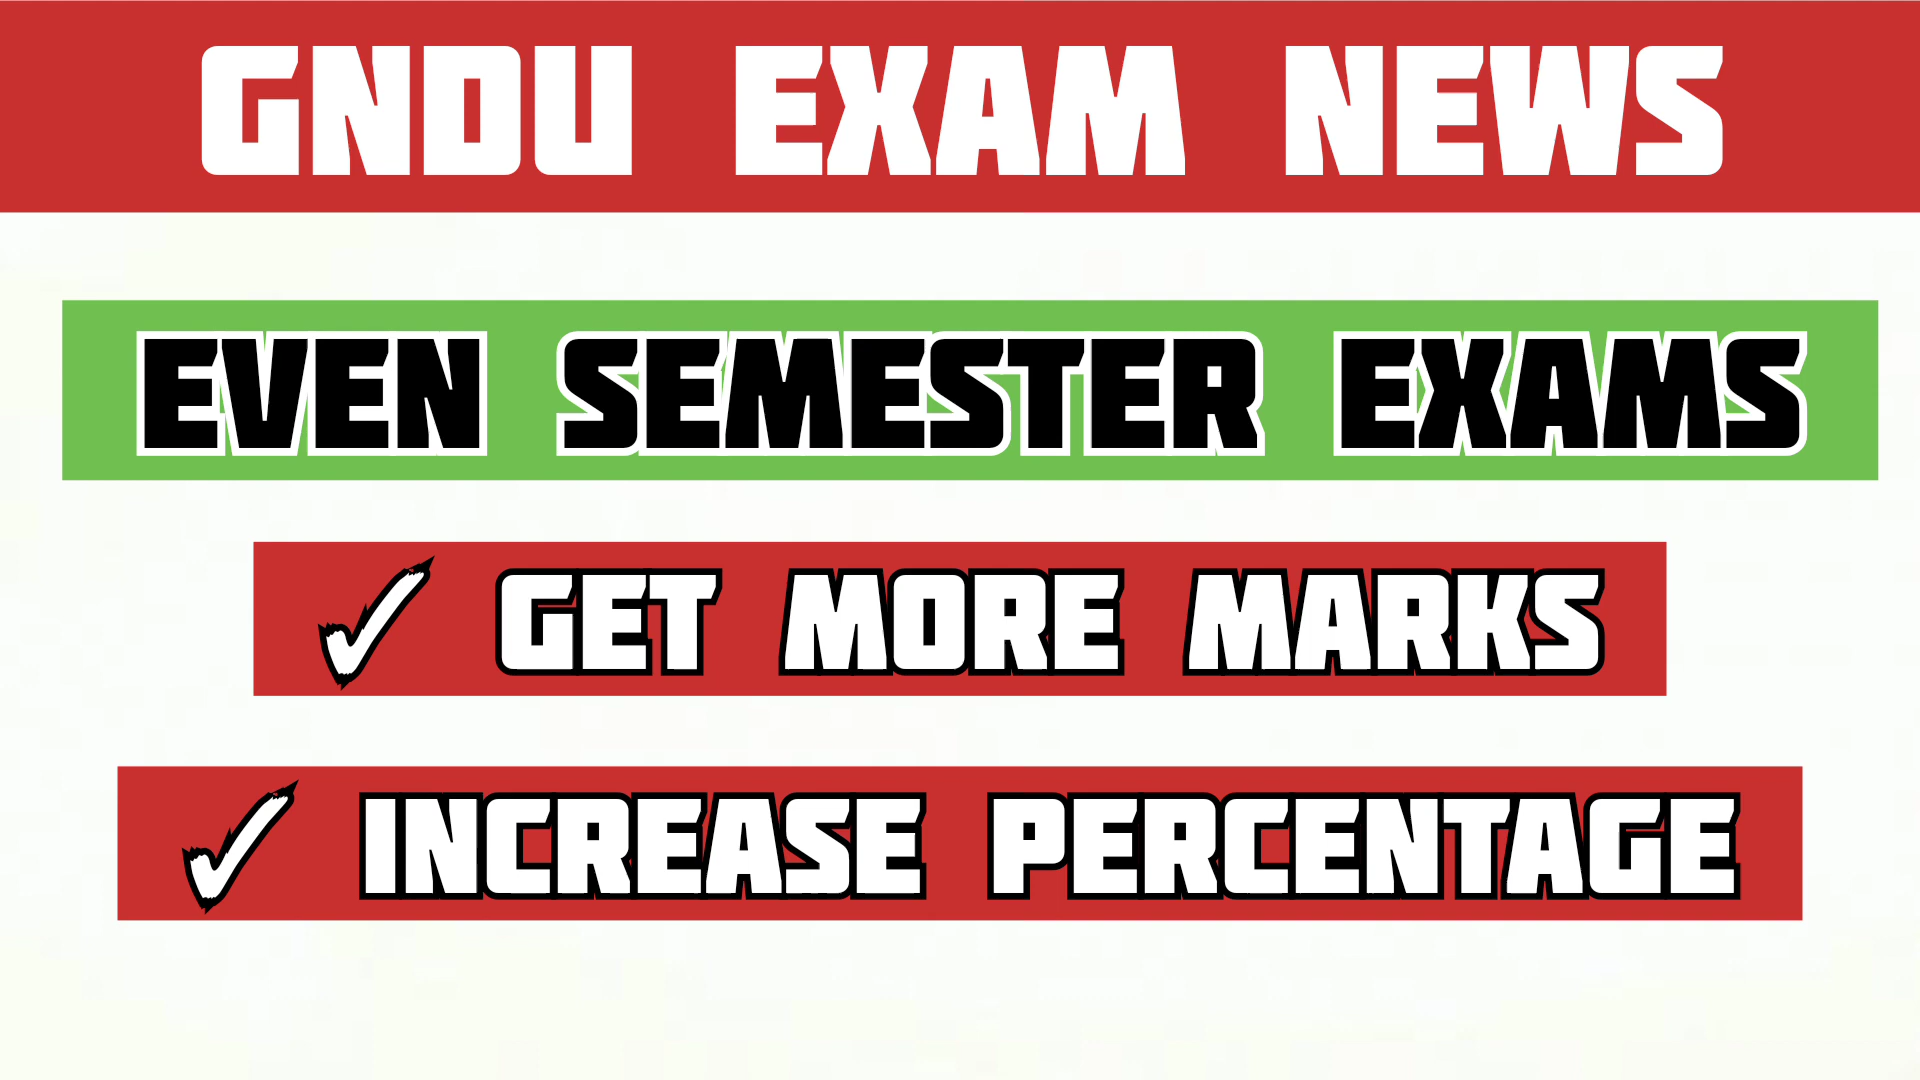 GNDU EXAM NEWS
EVEN SEMESTER EXAMS
✓ GET MORE MARKS
✓ INCREASE PERCENTAGE